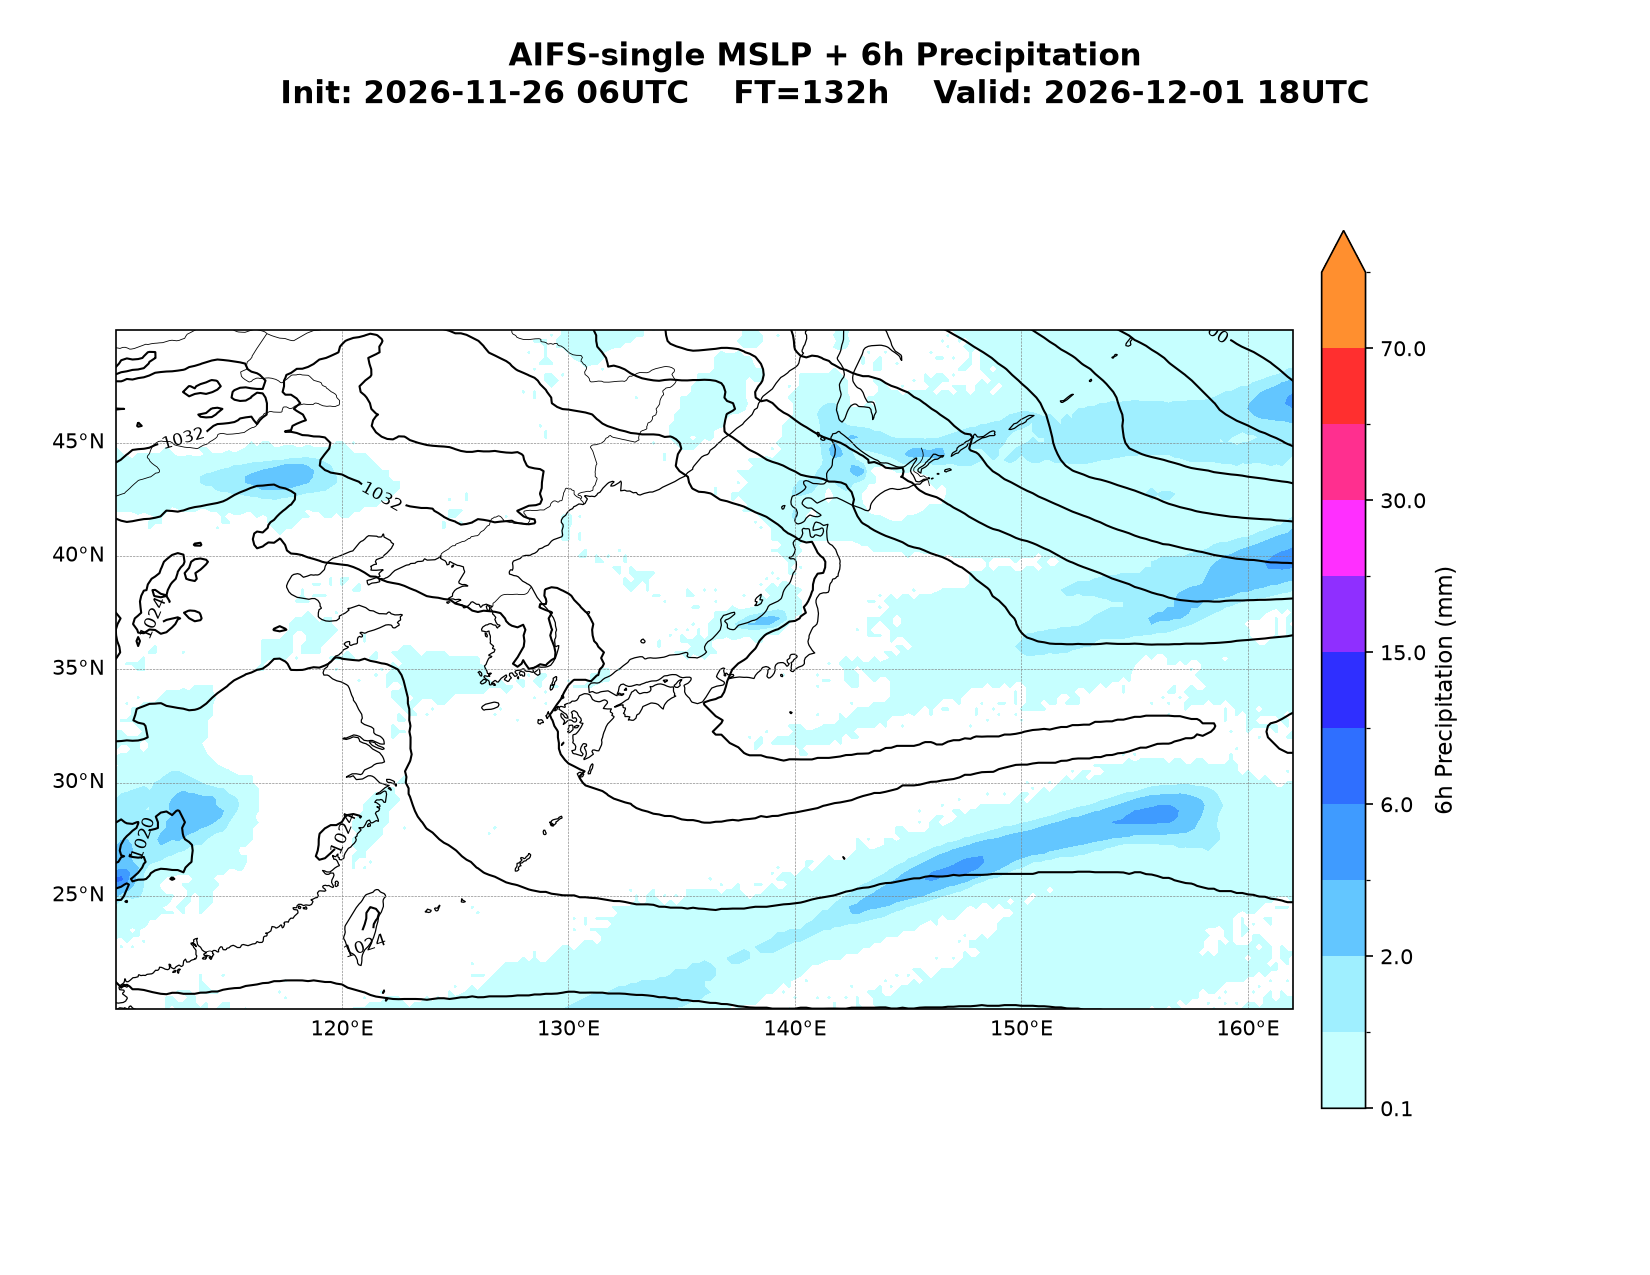 AIFS-single MSLP + 6h Precipitation
Init: 2026-11-26 06UTC    FT=132h    Valid: 2026-12-01 18UTC
00
1032
1032
1024
1020
1024
1024
45°N
40°N
35°N
30°N
25°N
120°E
130°E
140°E
150°E
160°E
70.0
30.0
15.0
6.0
2.0
0.1
6h Precipitation (mm)